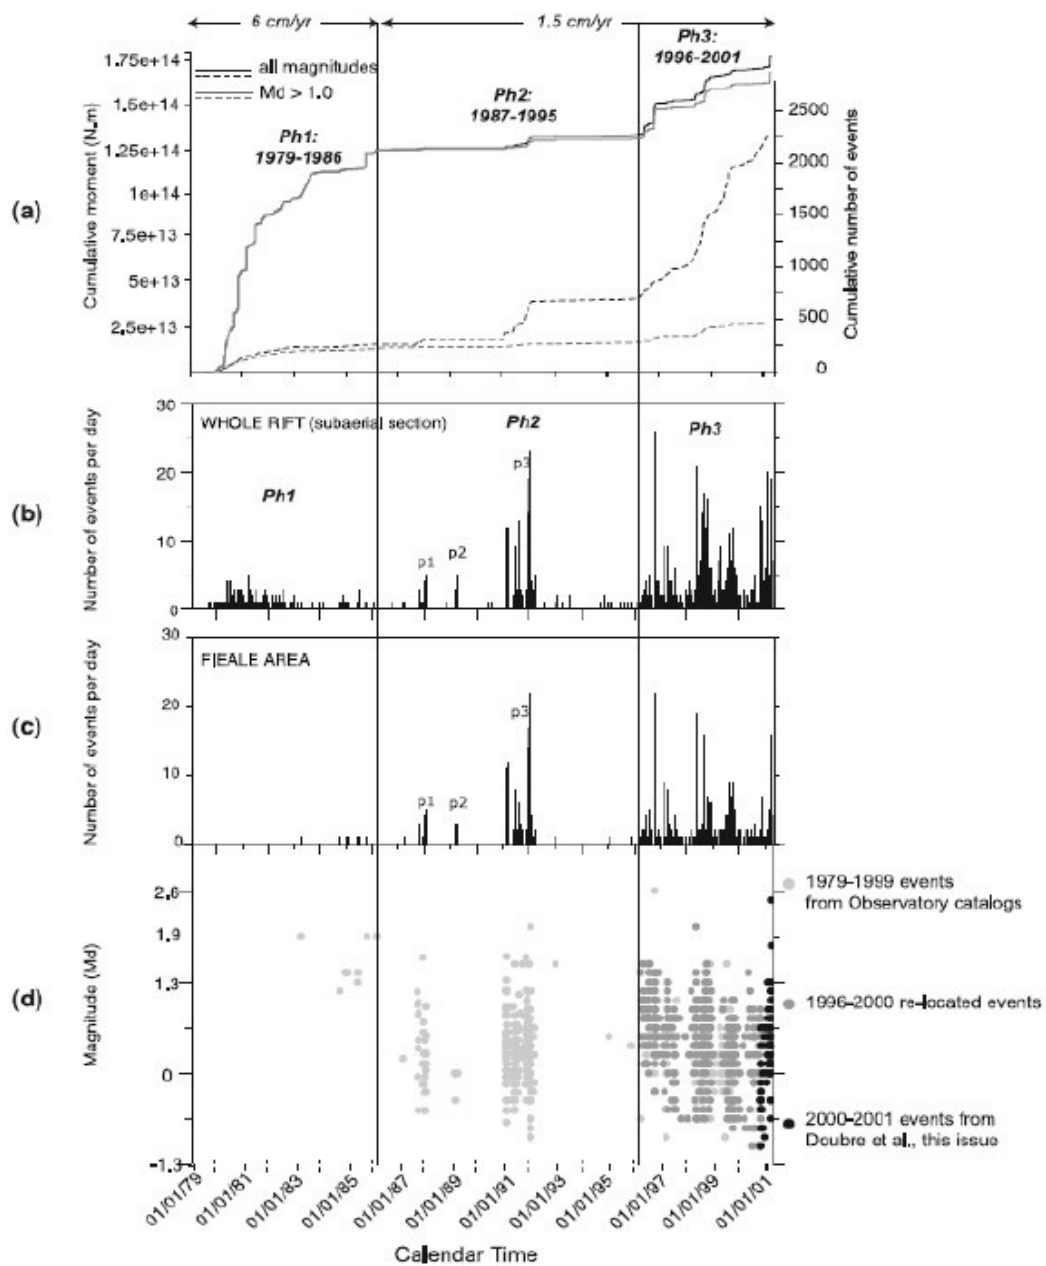 6 cm/yr
1.5 cm/yr
(a)
Cumulative moment (N.m)
1.75e+14
1.5e+14
1.25e+14
1e+14
7.5e+13
5e+13
2.5e+13
all magnitudes
Md > 1.0
Ph1:
1979-1986
Ph2:
1987-1995
Ph3:
1996-2001
2500
2000
1500
1000
500
0
Cumulative number of events
(b)
Number of events per day
30
20
10
0
WHOLE RIFT (subaerial section)
Ph1
Ph2
Ph3
p1
p2
p3
(c)
Number of events per day
30
20
10
0
FIEALE AREA
p1
p2
p3
(d)
Magnitude (Md)
2.6
1.9
1.3
0
-1.3
1979-1999 events
from Observatory catalogs
1996-2000 re-located events
2000-2001 events from
Doubre et al., this issue
01/01/79
01/01/81
01/01/83
01/01/85
01/01/87
01/01/89
01/01/91
01/01/93
01/01/95
01/01/97
01/01/99
01/01/01
Calendar Time